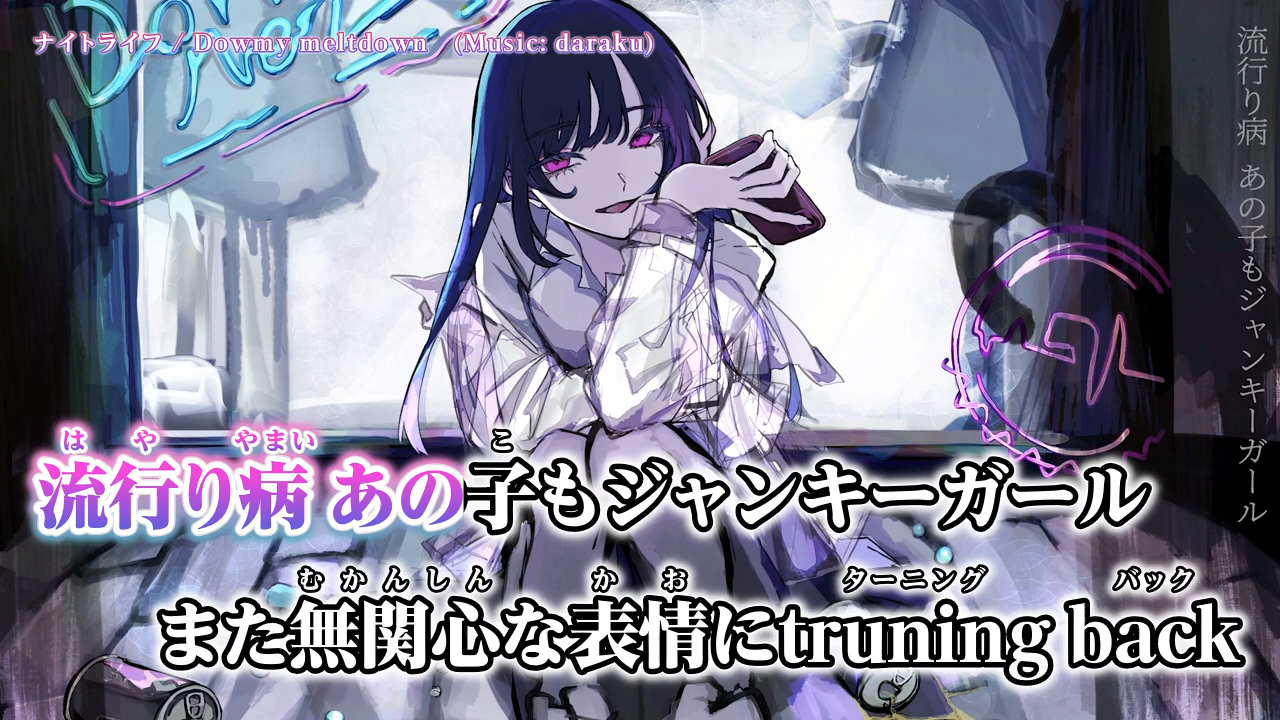 ナイトライフ / Dowmy meltdown (Music: daraku)
流行り病 あの子もジャンキーガール
は や やまい こ
流行り病 あの子もジャンキーガール
むかんしん かお ターニング バック
また無関心な表情にtruning back